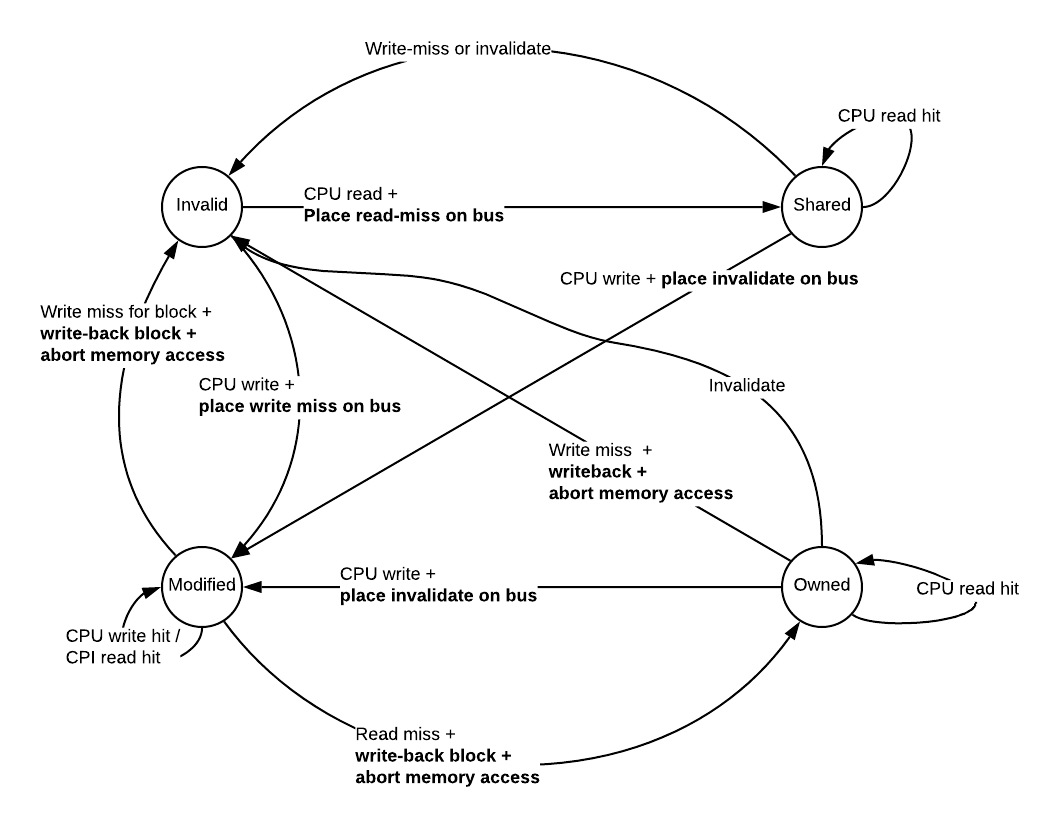 Write-miss or invalidate
CPU read hit
Invalid
CPU read +
Place read-miss on bus
Shared
CPU write + place invalidate on bus
Write miss for block +
write-back block +
abort memory access
CPU write +
place write miss on bus
Invalidate
Write miss +
writeback +
abort memory access
Modified
CPU write +
place invalidate on bus
Owned
CPU read hit
CPU write hit /
CPI read hit
Read miss +
write-back block +
abort memory access